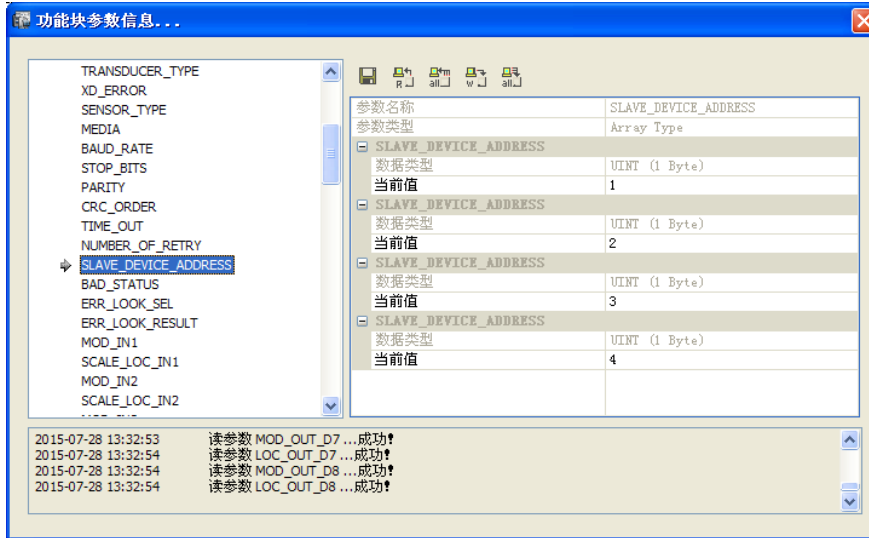 功能块参数信息...
TRANSDUCER_TYPE
XD_ERROR
SENSOR_TYPE
MEDIA
BAUD_RATE
STOP_BITS
PARITY
CRC_ORDER
TIME_OUT
NUMBER_OF_RETRY
SLAVE_DEVICE_ADDRESS
BAD_STATUS
ERR_LOOK_SEL
ERR_LOOK_RESULT
MOD_IN1
SCALE_LOC_IN1
MOD_IN2
SCALE_LOC_IN2
R all W all
参数名称 SLAVE_DEVICE_ADDRESS
参数类型 Array Type
SLAVE_DEVICE_ADDRESS
数据类型 UINT (1 Byte)
当前值 1
SLAVE_DEVICE_ADDRESS
数据类型 UINT (1 Byte)
当前值 2
SLAVE_DEVICE_ADDRESS
数据类型 UINT (1 Byte)
当前值 3
SLAVE_DEVICE_ADDRESS
数据类型 UINT (1 Byte)
当前值 4
2015-07-28 13:32:53 读参数 MOD_OUT_D7 ...成功!
2015-07-28 13:32:54 读参数 LOC_OUT_D7 ...成功!
2015-07-28 13:32:54 读参数 MOD_OUT_D8 ...成功!
2015-07-28 13:32:54 读参数 LOC_OUT_D8 ...成功!